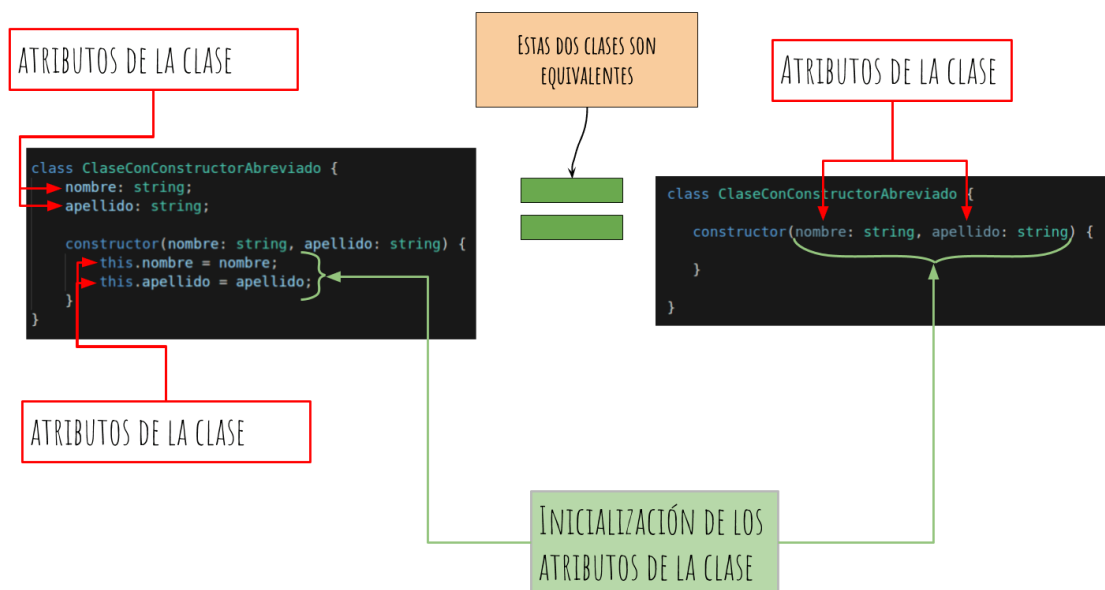 ATRIBUTOS DE LA CLASE
ESTAS DOS CLASES SON
EQUIVALENTES
ATRIBUTOS DE LA CLASE
class ClaseConConstructorAbreviado {
nombre: string;
apellido: string;
constructor(nombre: string, apellido: string) {
this.nombre = nombre;
this.apellido = apellido;
}
}
class ClaseConConstructorAbreviado {
constructor(nombre: string, apellido: string) {
}
}
ATRIBUTOS DE LA CLASE
INICIALIZACIÓN DE LOS
ATRIBUTOS DE LA CLASE